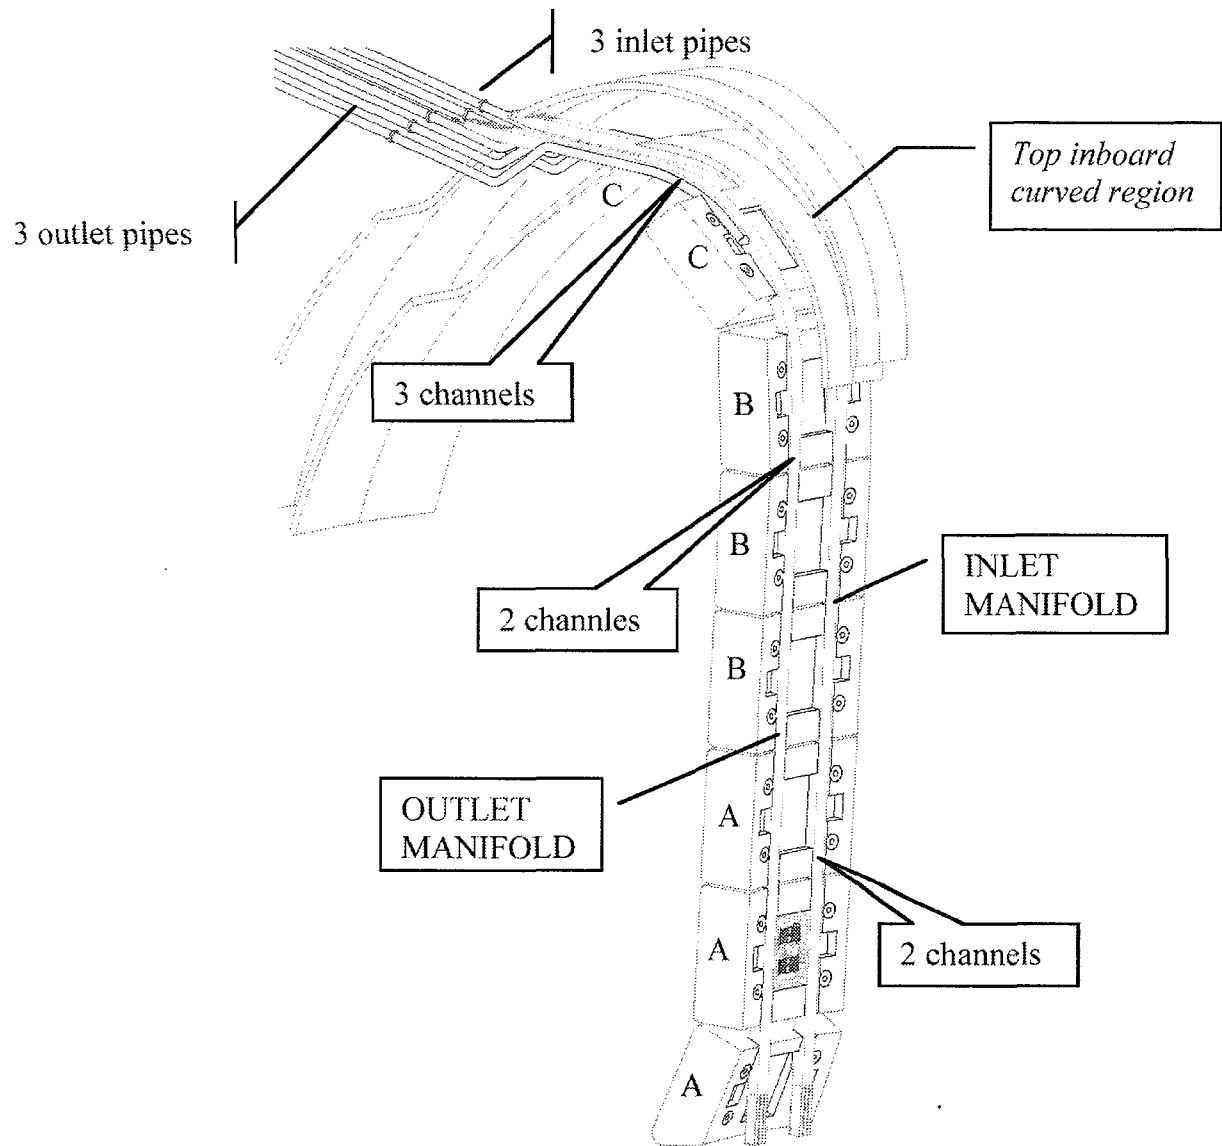 3 inlet pipes
Top inboard
curved region
3 outlet pipes
C
C
3 channels
B
B
2 channles
INLET
MANIFOLD
B
OUTLET
MANIFOLD
A
A
2 channels
A